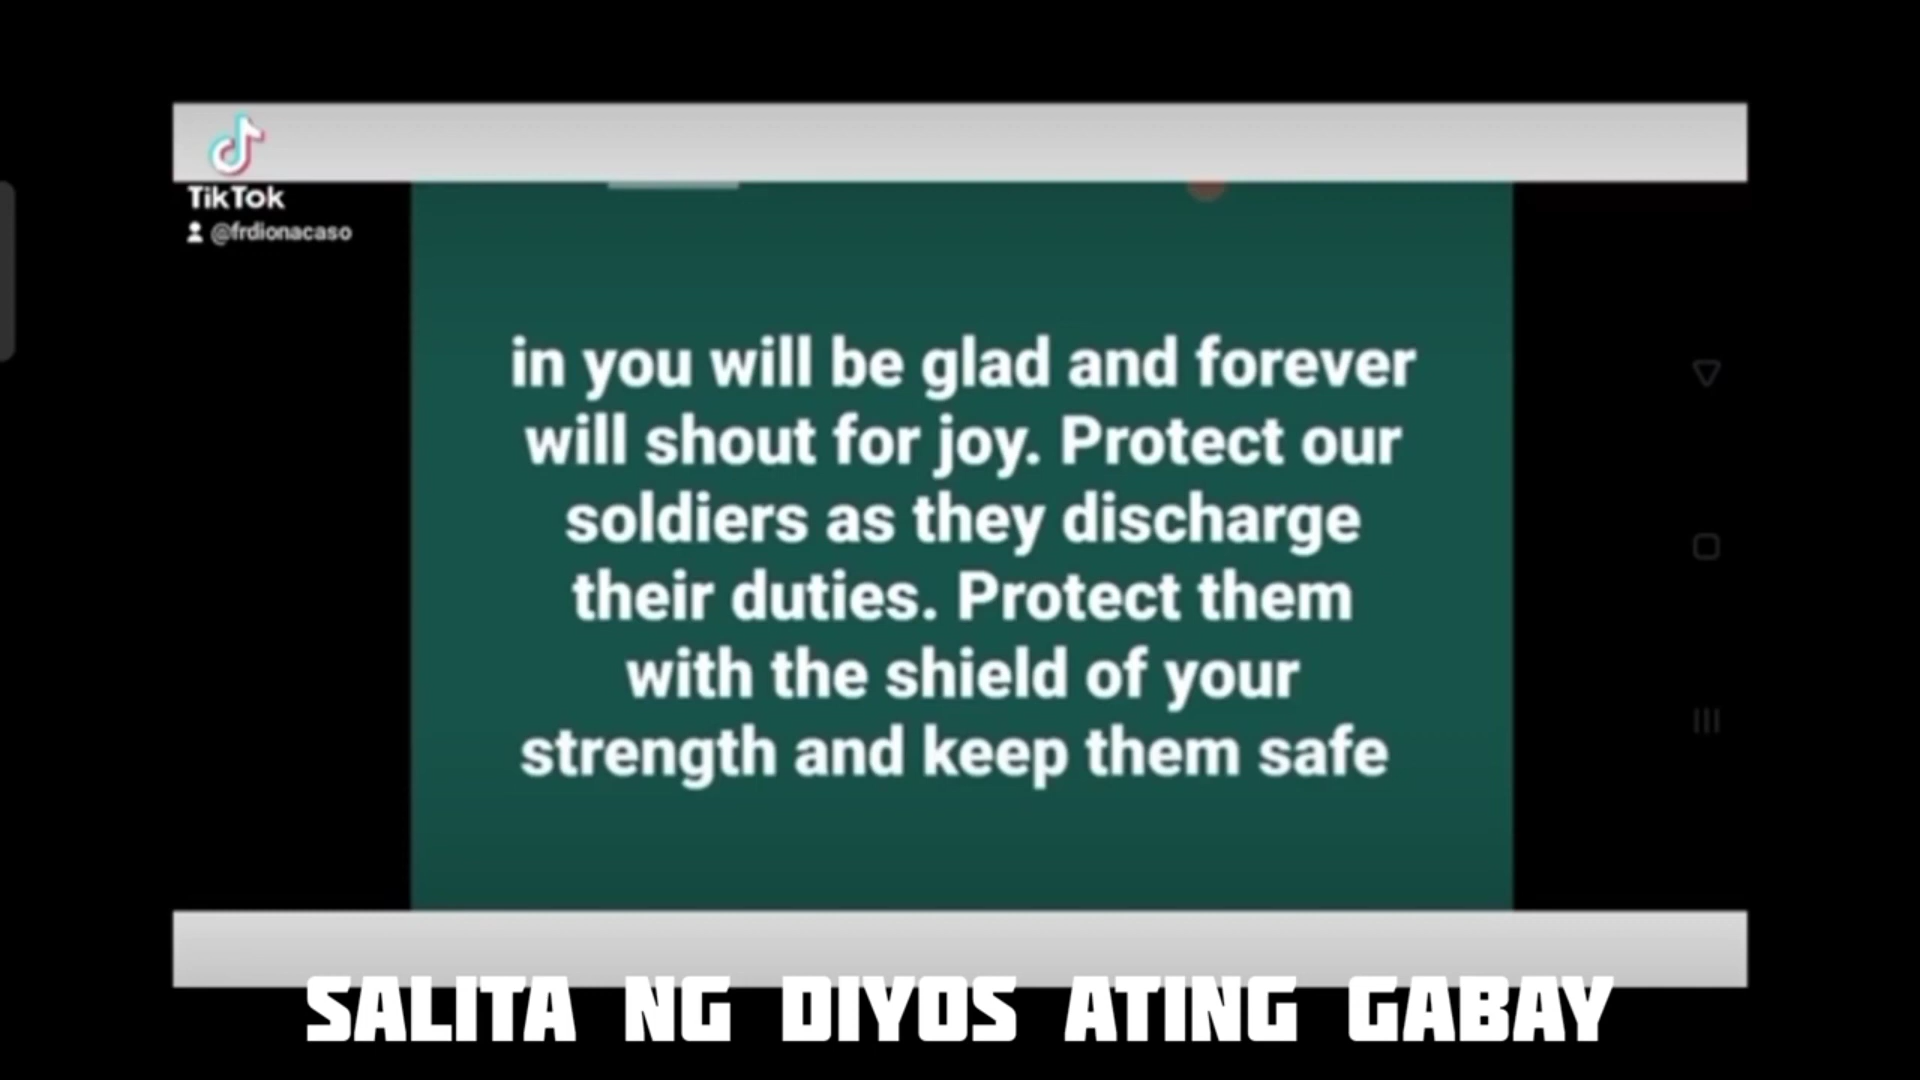 TikTok
@frdionacaso
in you will be glad and forever
will shout for joy. Protect our
soldiers as they discharge
their duties. Protect them
with the shield of your
strength and keep them safe
SALITA NG DIYOS ATING GABAY